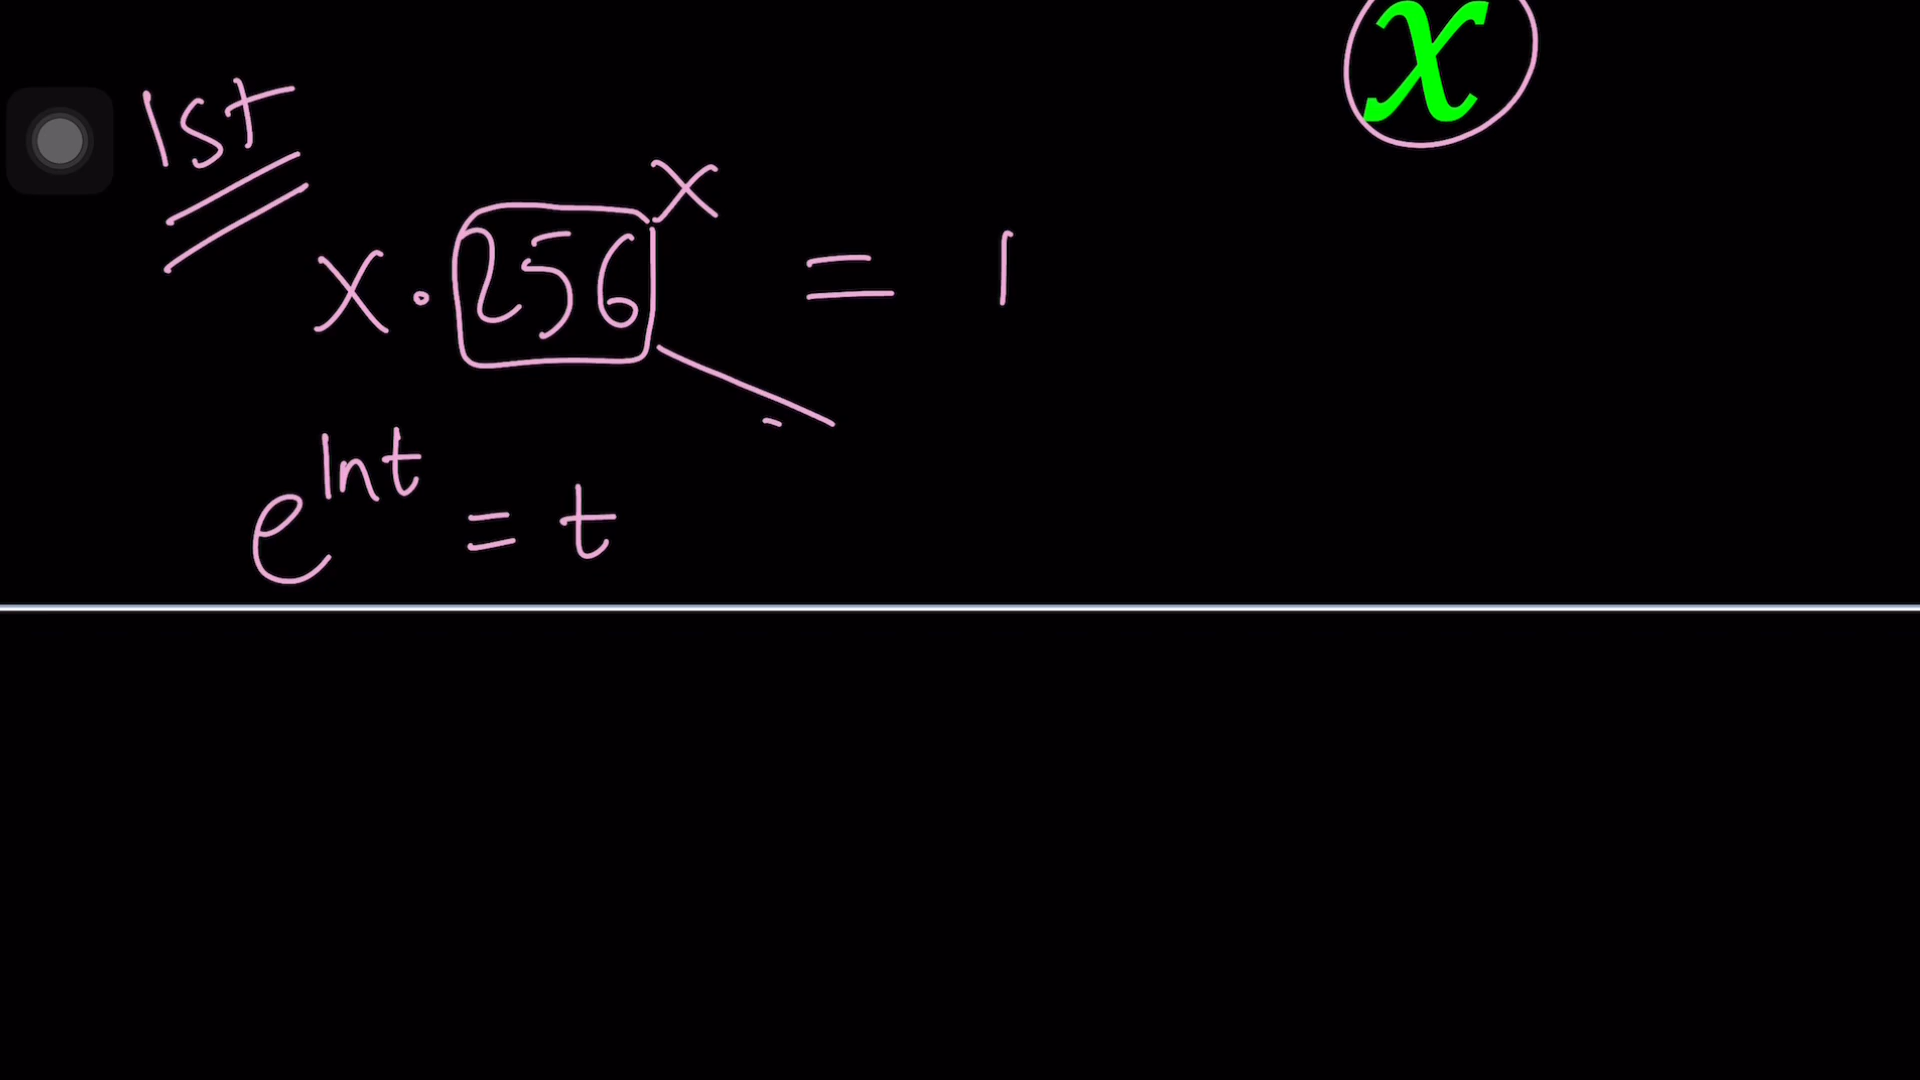 x
1st
x · 256^x = 1
e^ln t = t